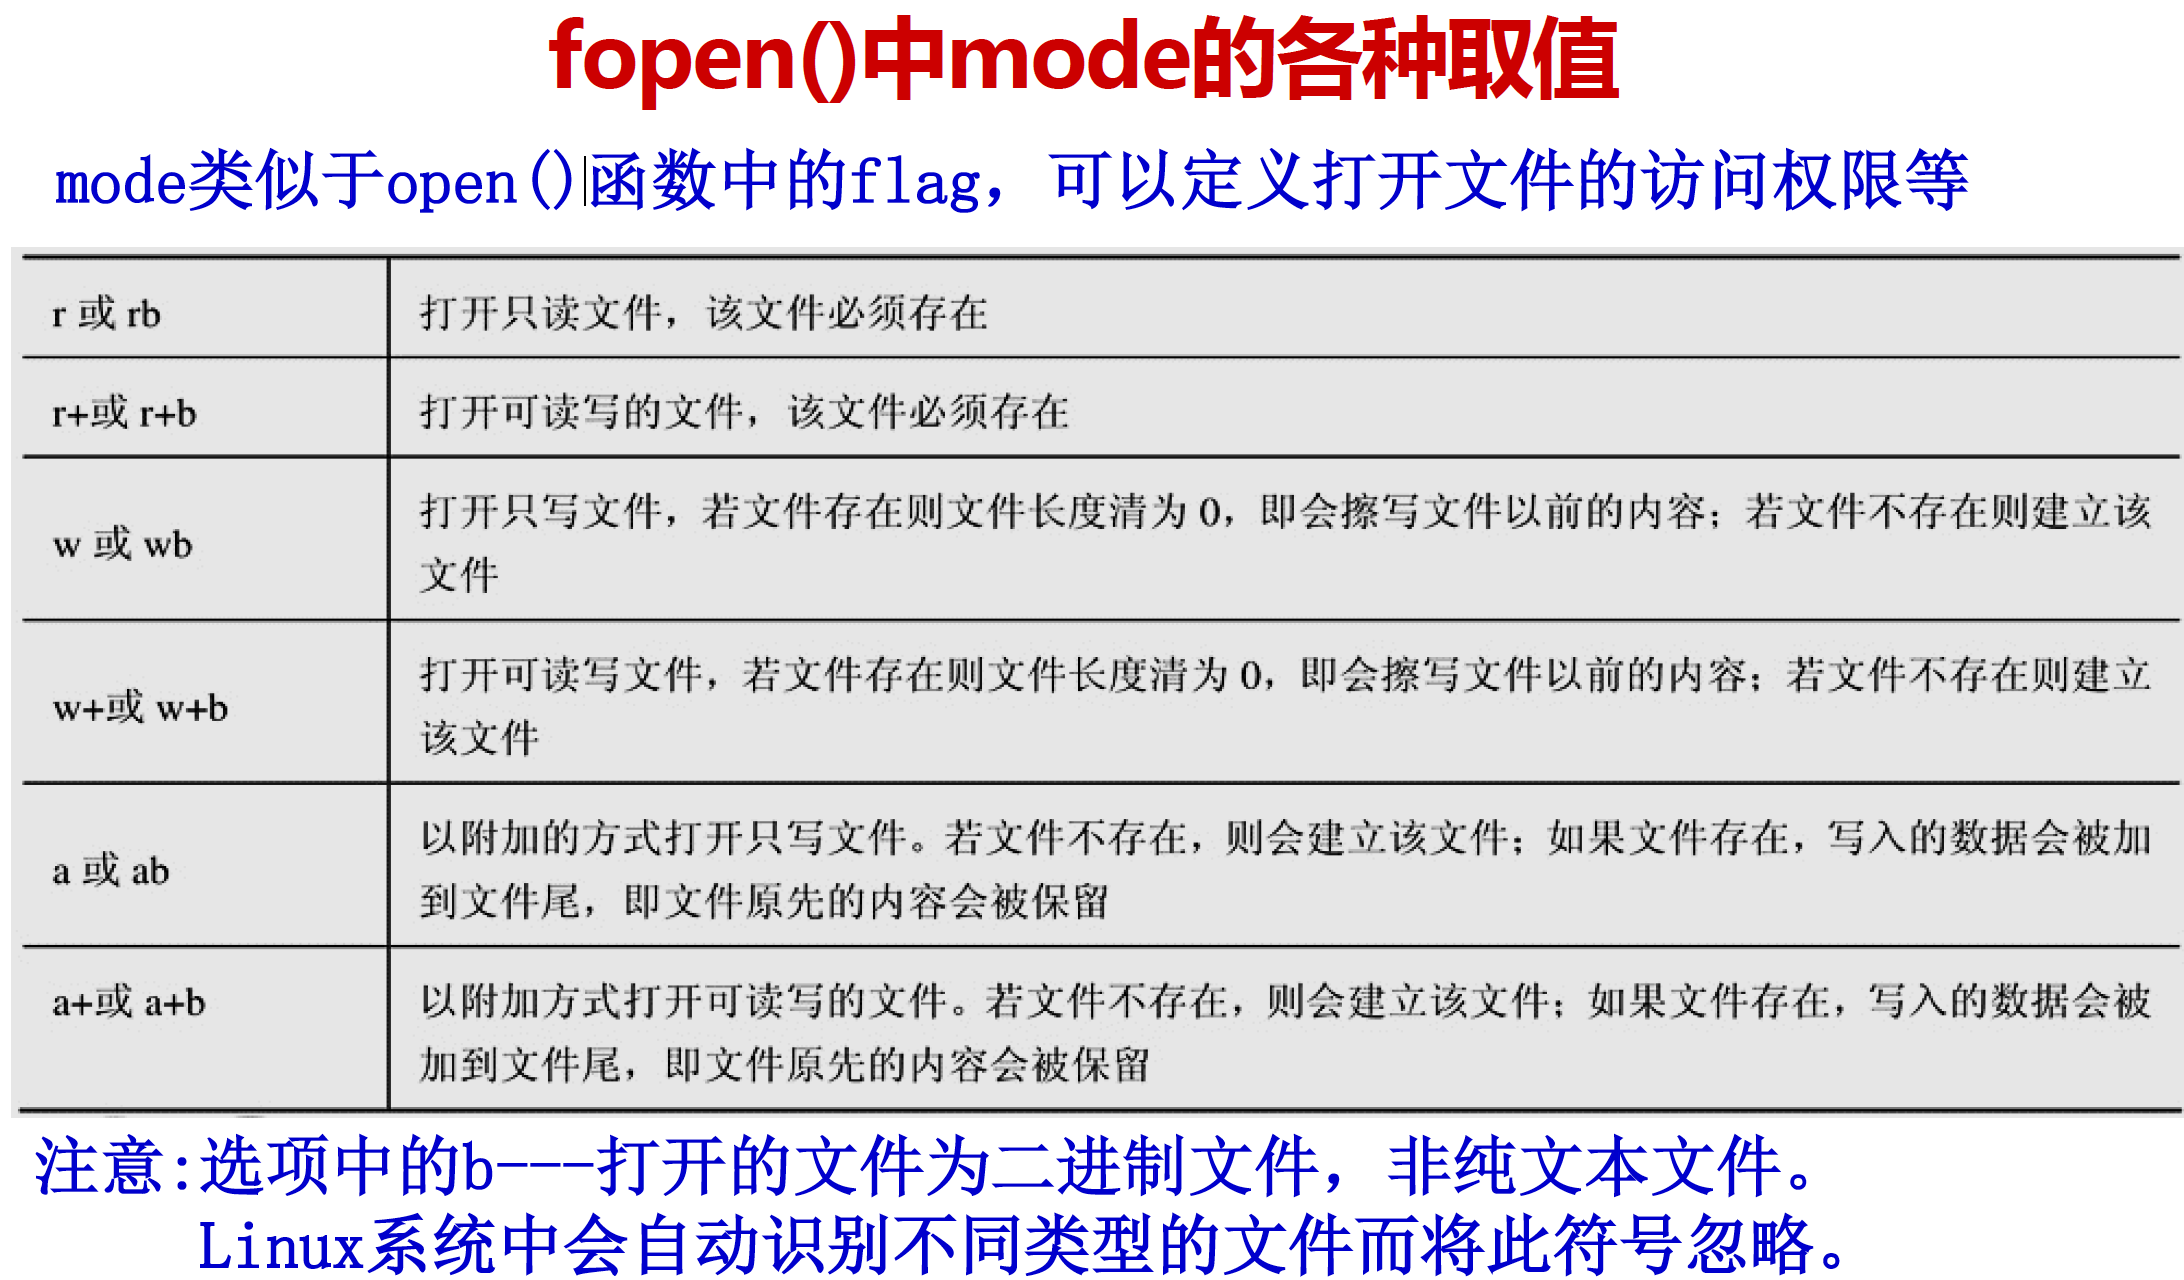 fopen()中mode的各种取值
mode类似于open()函数中的flag，可以定义打开文件的访问权限等
r 或 rb
打开只读文件，该文件必须存在
r+或 r+b
打开可读写的文件，该文件必须存在
w 或 wb
打开只写文件，若文件存在则文件长度清为 0，即会擦写文件以前的内容；若文件不存在则建立该
文件
w+或 w+b
打开可读写文件，若文件存在则文件长度清为 0，即会擦写文件以前的内容；若文件不存在则建立
该文件
a 或 ab
以附加的方式打开只写文件。若文件不存在，则会建立该文件；如果文件存在，写入的数据会被加
到文件尾，即文件原先的内容会被保留
a+或 a+b
以附加方式打开可读写的文件。若文件不存在，则会建立该文件；如果文件存在，写入的数据会被
加到文件尾，即文件原先的内容会被保留
注意:选项中的b---打开的文件为二进制文件，非纯文本文件。
Linux系统中会自动识别不同类型的文件而将此符号忽略。